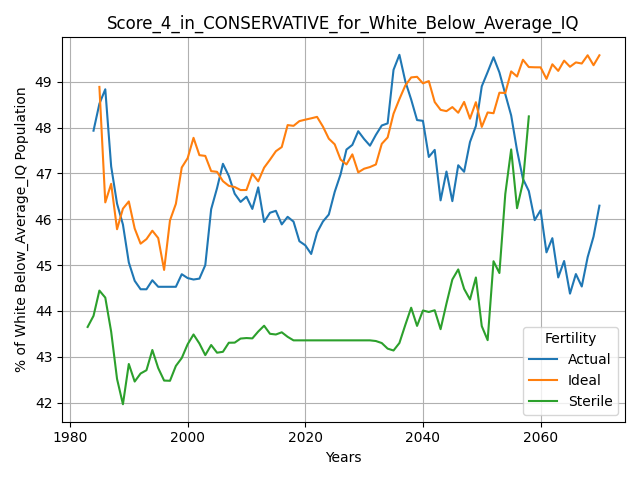 Score_4_in_CONSERVATIVE_for_White_Below_Average_IQ
% of White Below_Average_IQ Population
49
48
47
46
45
44
43
42
1980
2000
2020
2040
2060
Years
Fertility
Actual
Ideal
Sterile